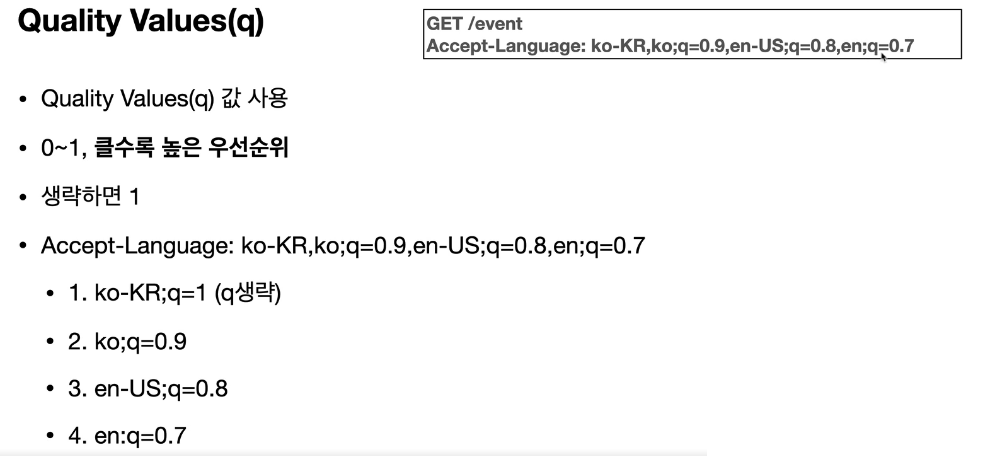 Quality Values(q)
GET /event
Accept-Language: ko-KR,ko;q=0.9,en-US;q=0.8,en;q=0.7
• Quality Values(q) 값 사용
• 0~1, 클수록 높은 우선순위
• 생략하면 1
• Accept-Language: ko-KR,ko;q=0.9,en-US;q=0.8,en;q=0.7
• 1. ko-KR;q=1 (q생략)
• 2. ko;q=0.9
• 3. en-US;q=0.8
• 4. en:q=0.7